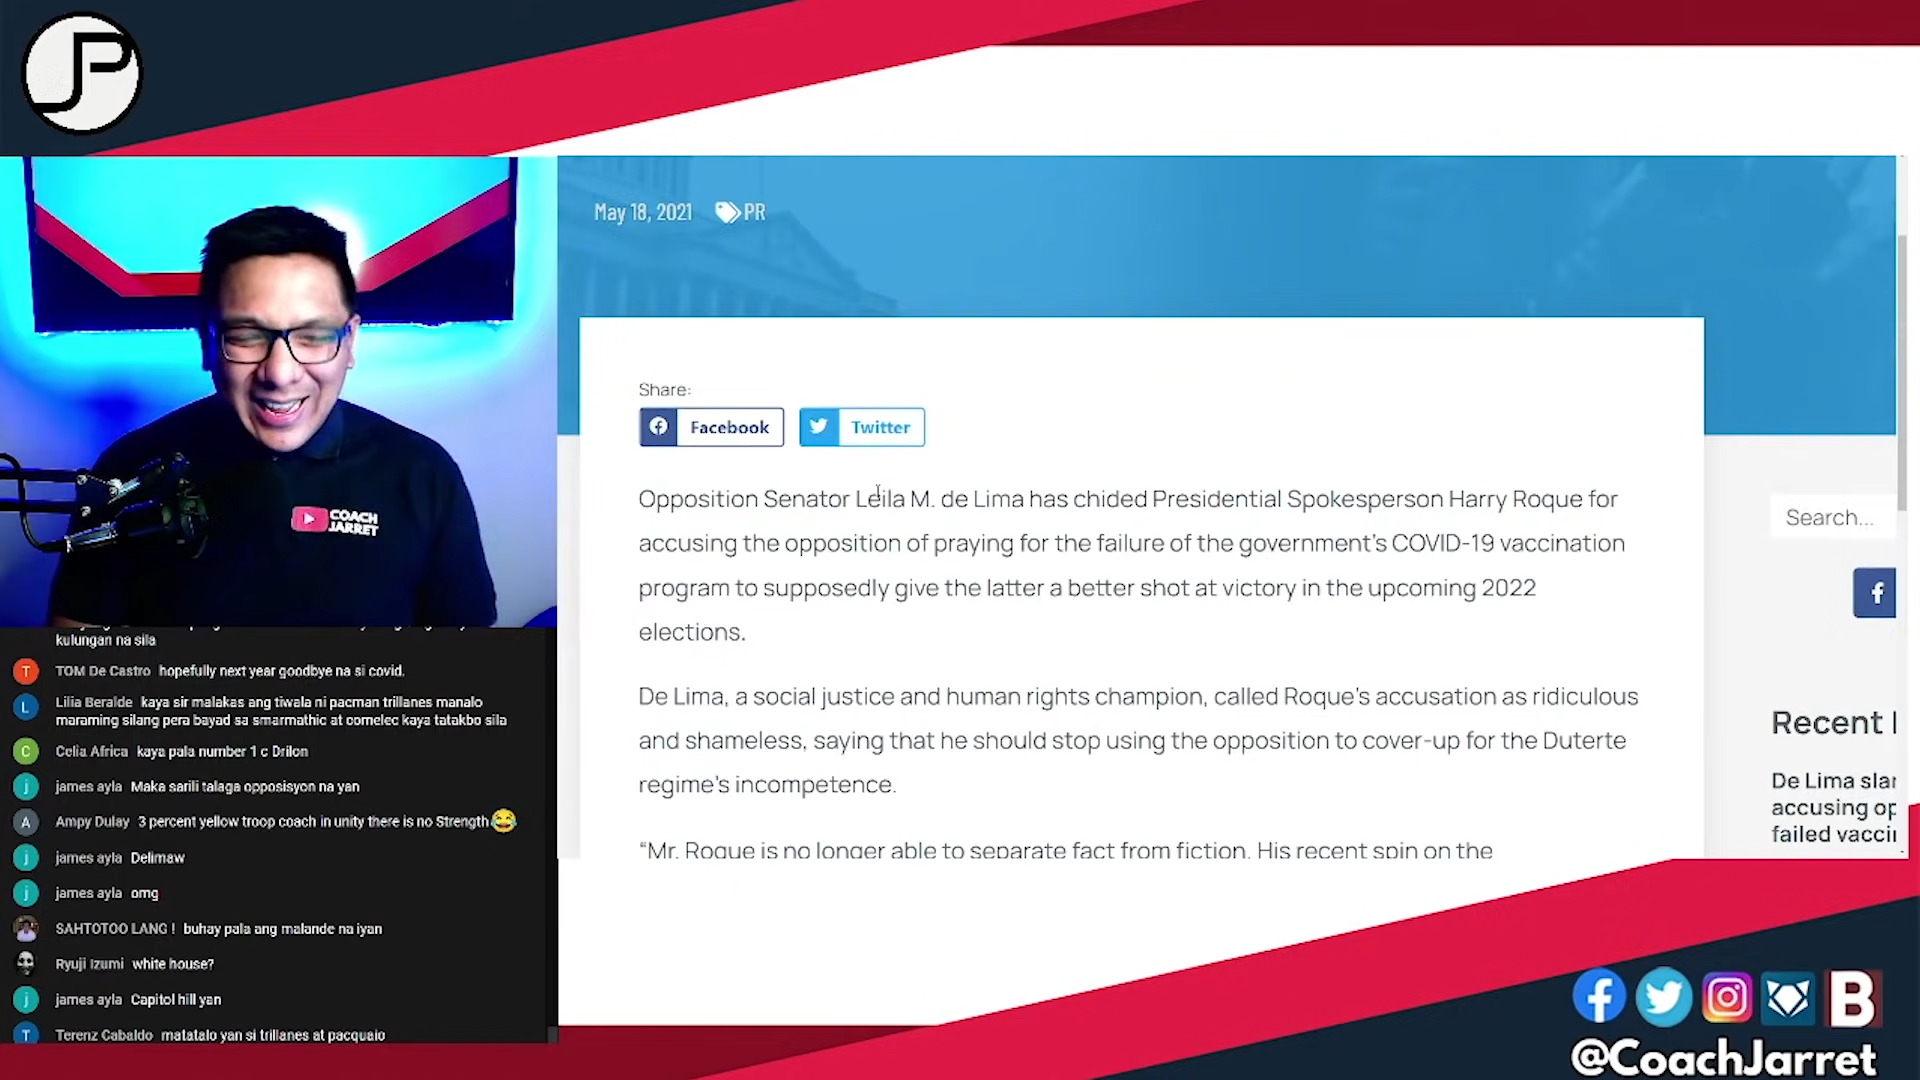 JP
May 18, 2021 PR
Share:
Facebook Twitter
Opposition Senator Leila M. de Lima has chided Presidential Spokesperson Harry Roque for
accusing the opposition of praying for the failure of the government's COVID-19 vaccination
program to supposedly give the latter a better shot at victory in the upcoming 2022
elections.
De Lima, a social justice and human rights champion, called Roque's accusation as ridiculous
and shameless, saying that he should stop using the opposition to cover-up for the Duterte
regime's incompetence.
“Mr. Roque is no longer able to separate fact from fiction. His recent spin on the
Search...
Recent
De Lima slar
accusing op
failed vaccir
COACH
JARRET
kulungan na sila
T TOM De Castro hopefully next year goodbye na si covid.
L Lilia Beralde kaya sir malakas ang tiwala ni pacman trillanes manalo
maraming silang pera bayad sa smarmathic at comelec kaya tatakbo sila
C Celia Africa kaya pala number 1 c Drilon
j james ayla Maka sarili talaga opposisyon na yan
A Ampy Dulay 3 percent yellow troop coach in unity there is no Strength😂
j james ayla Delimaw
j james ayla omg
SAHTOTOO LANG ! buhay pala ang malande na iyan
Ryuji Izumi white house?
j james ayla Capitol hill yan
T Terenz Cabaldo matatalo yan si trillanes at pacquaio
B
@CoachJarret